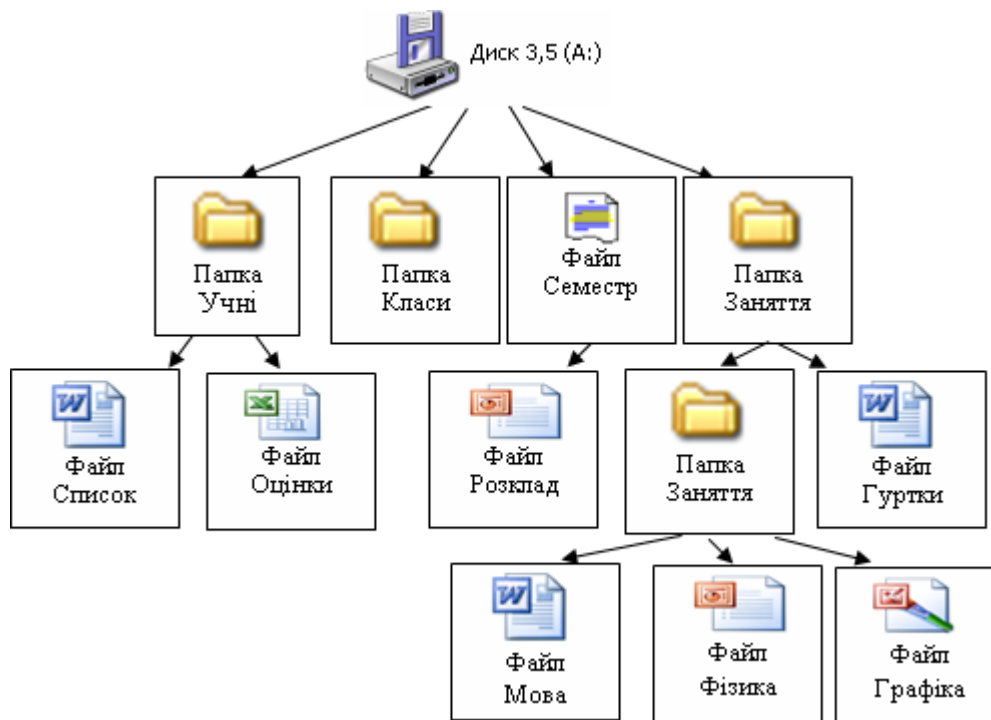 Диск 3,5 (A:)
Папка
Учні
Папка
Класи
Файл
Семестр
Папка
Заняття
Файл
Список
Файл
Оцінки
Файл
Розклад
Папка
Заняття
Файл
Гуртки
Файл
Мова
Файл
Фізика
Файл
Графіка